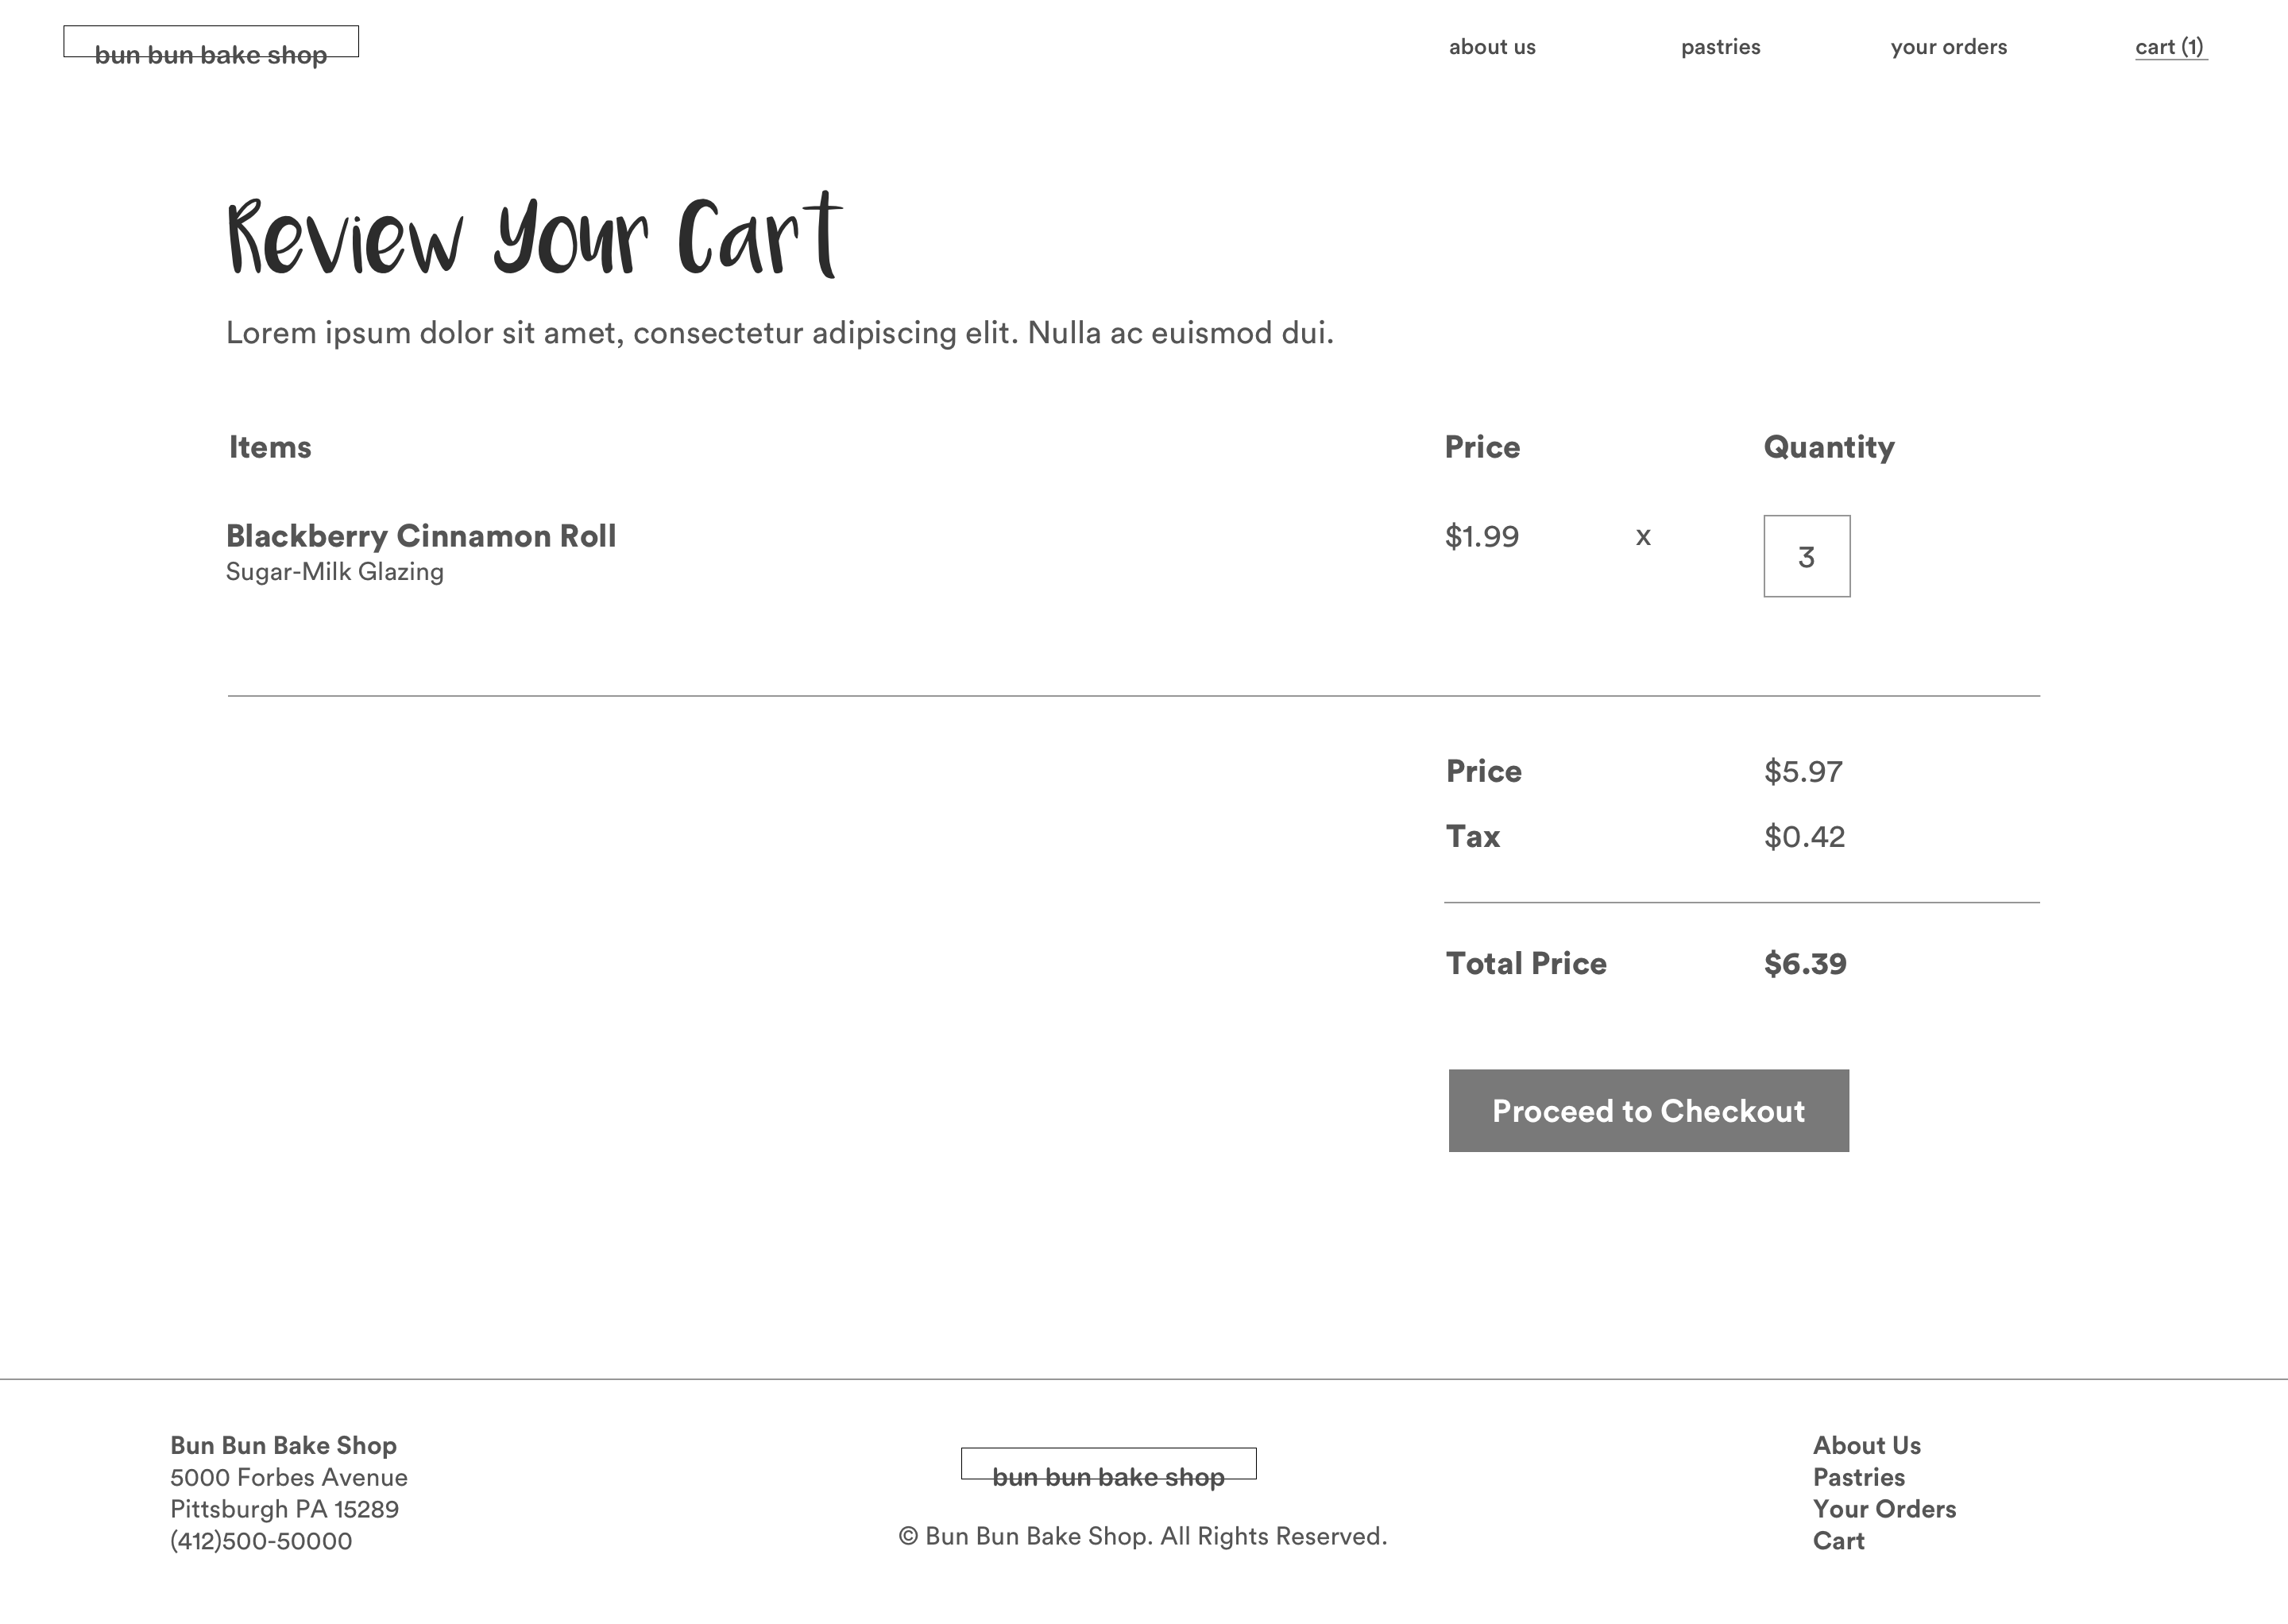 bun bun bake shop
about us
pastries
your orders
cart (1)
Review Your Cart
Lorem ipsum dolor sit amet, consectetur adipiscing elit. Nulla ac euismod dui.
Items
Price
Quantity
Blackberry Cinnamon Roll
$1.99
x
3
Sugar-Milk Glazing
Price
$5.97
Tax
$0.42
Total Price
$6.39
Proceed to Checkout
Bun Bun Bake Shop
5000 Forbes Avenue
Pittsburgh PA 15289
(412)500-50000
bun bun bake shop
© Bun Bun Bake Shop. All Rights Reserved.
About Us
Pastries
Your Orders
Cart